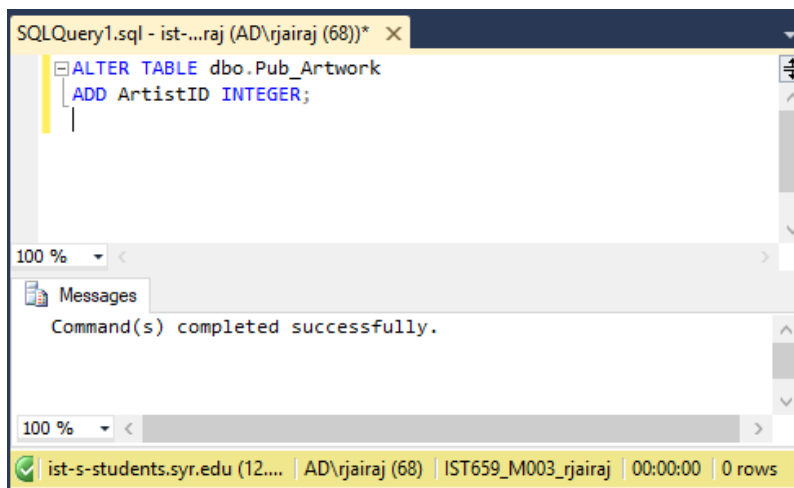 SQLQuery1.sql - ist-...raj (AD\rjairaj (68))* ×
ALTER TABLE dbo.Pub_Artwork
ADD ArtistID INTEGER;
100 %
Messages
Command(s) completed successfully.
100 %
ist-s-students.syr.edu (12.... AD\rjairaj (68) IST659_M003_rjairaj 00:00:00 0 rows